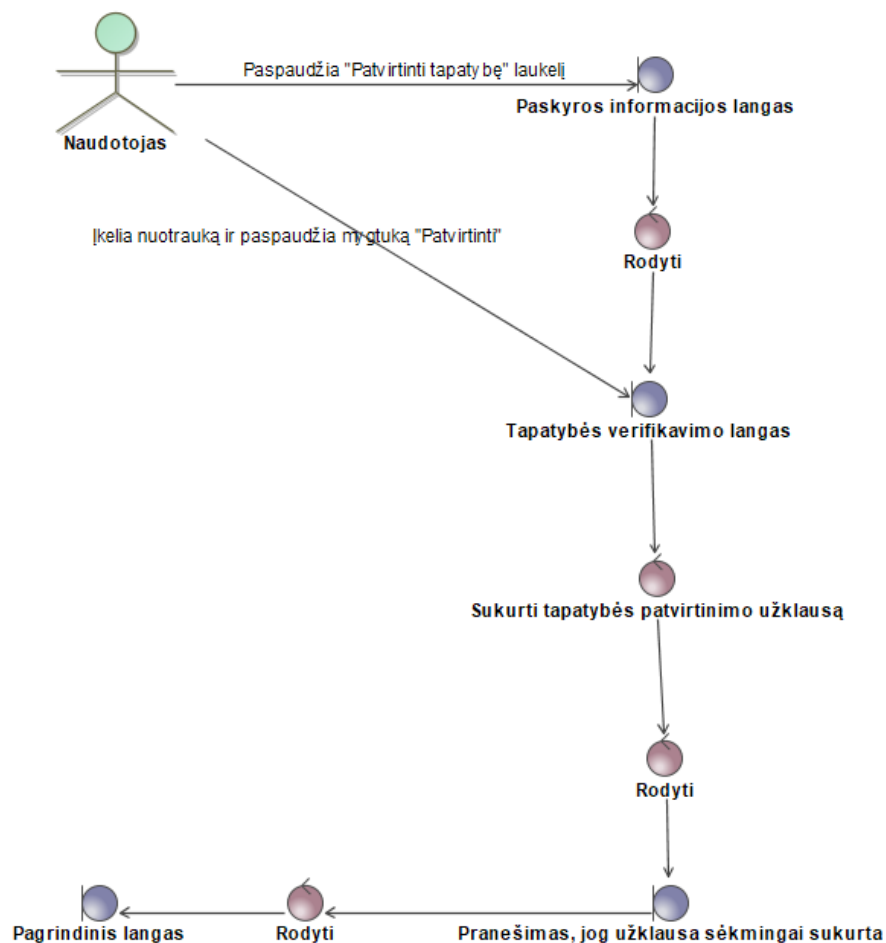 Paspaudžia "Patvirtinti tapatybę" laukelį
Paskyros informacijos langas
Naudotojas
Įkelia nuotrauką ir paspaudžia mygtuką "Patvirtinti"
Rodyti
Tapatybės verifikavimo langas
Sukurti tapatybės patvirtinimo užklausą
Rodyti
Pagrindinis langas
Rodyti
Pranešimas, jog užklausa sėkmingai sukurta